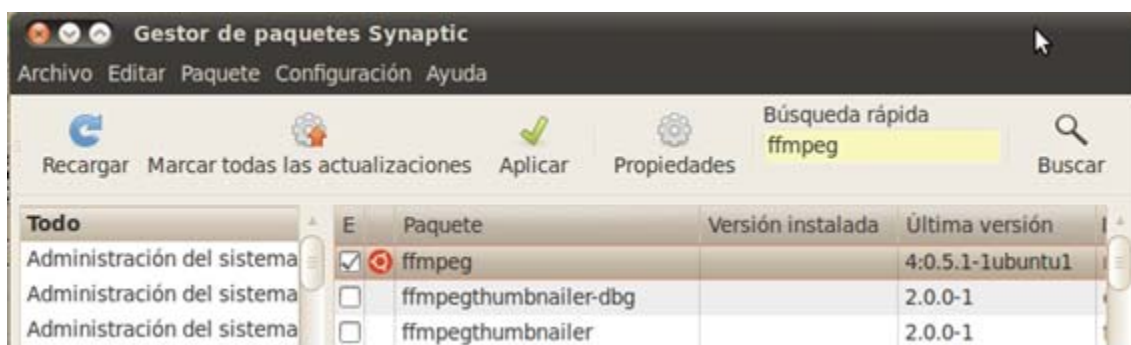 Gestor de paquetes Synaptic
Archivo Editar Paquete Configuración Ayuda
Recargar Marcar todas las actualizaciones Aplicar Propiedades Búsqueda rápida Buscar
ffmpeg
Todo
Administración del sistema
Administración del sistema
Administración del sistema
E Paquete Versión instalada Última versión
ffmpeg 4:0.5.1-1ubuntu1
ffmpegthumbnailer-dbg 2.0.0-1
ffmpegthumbnailer 2.0.0-1